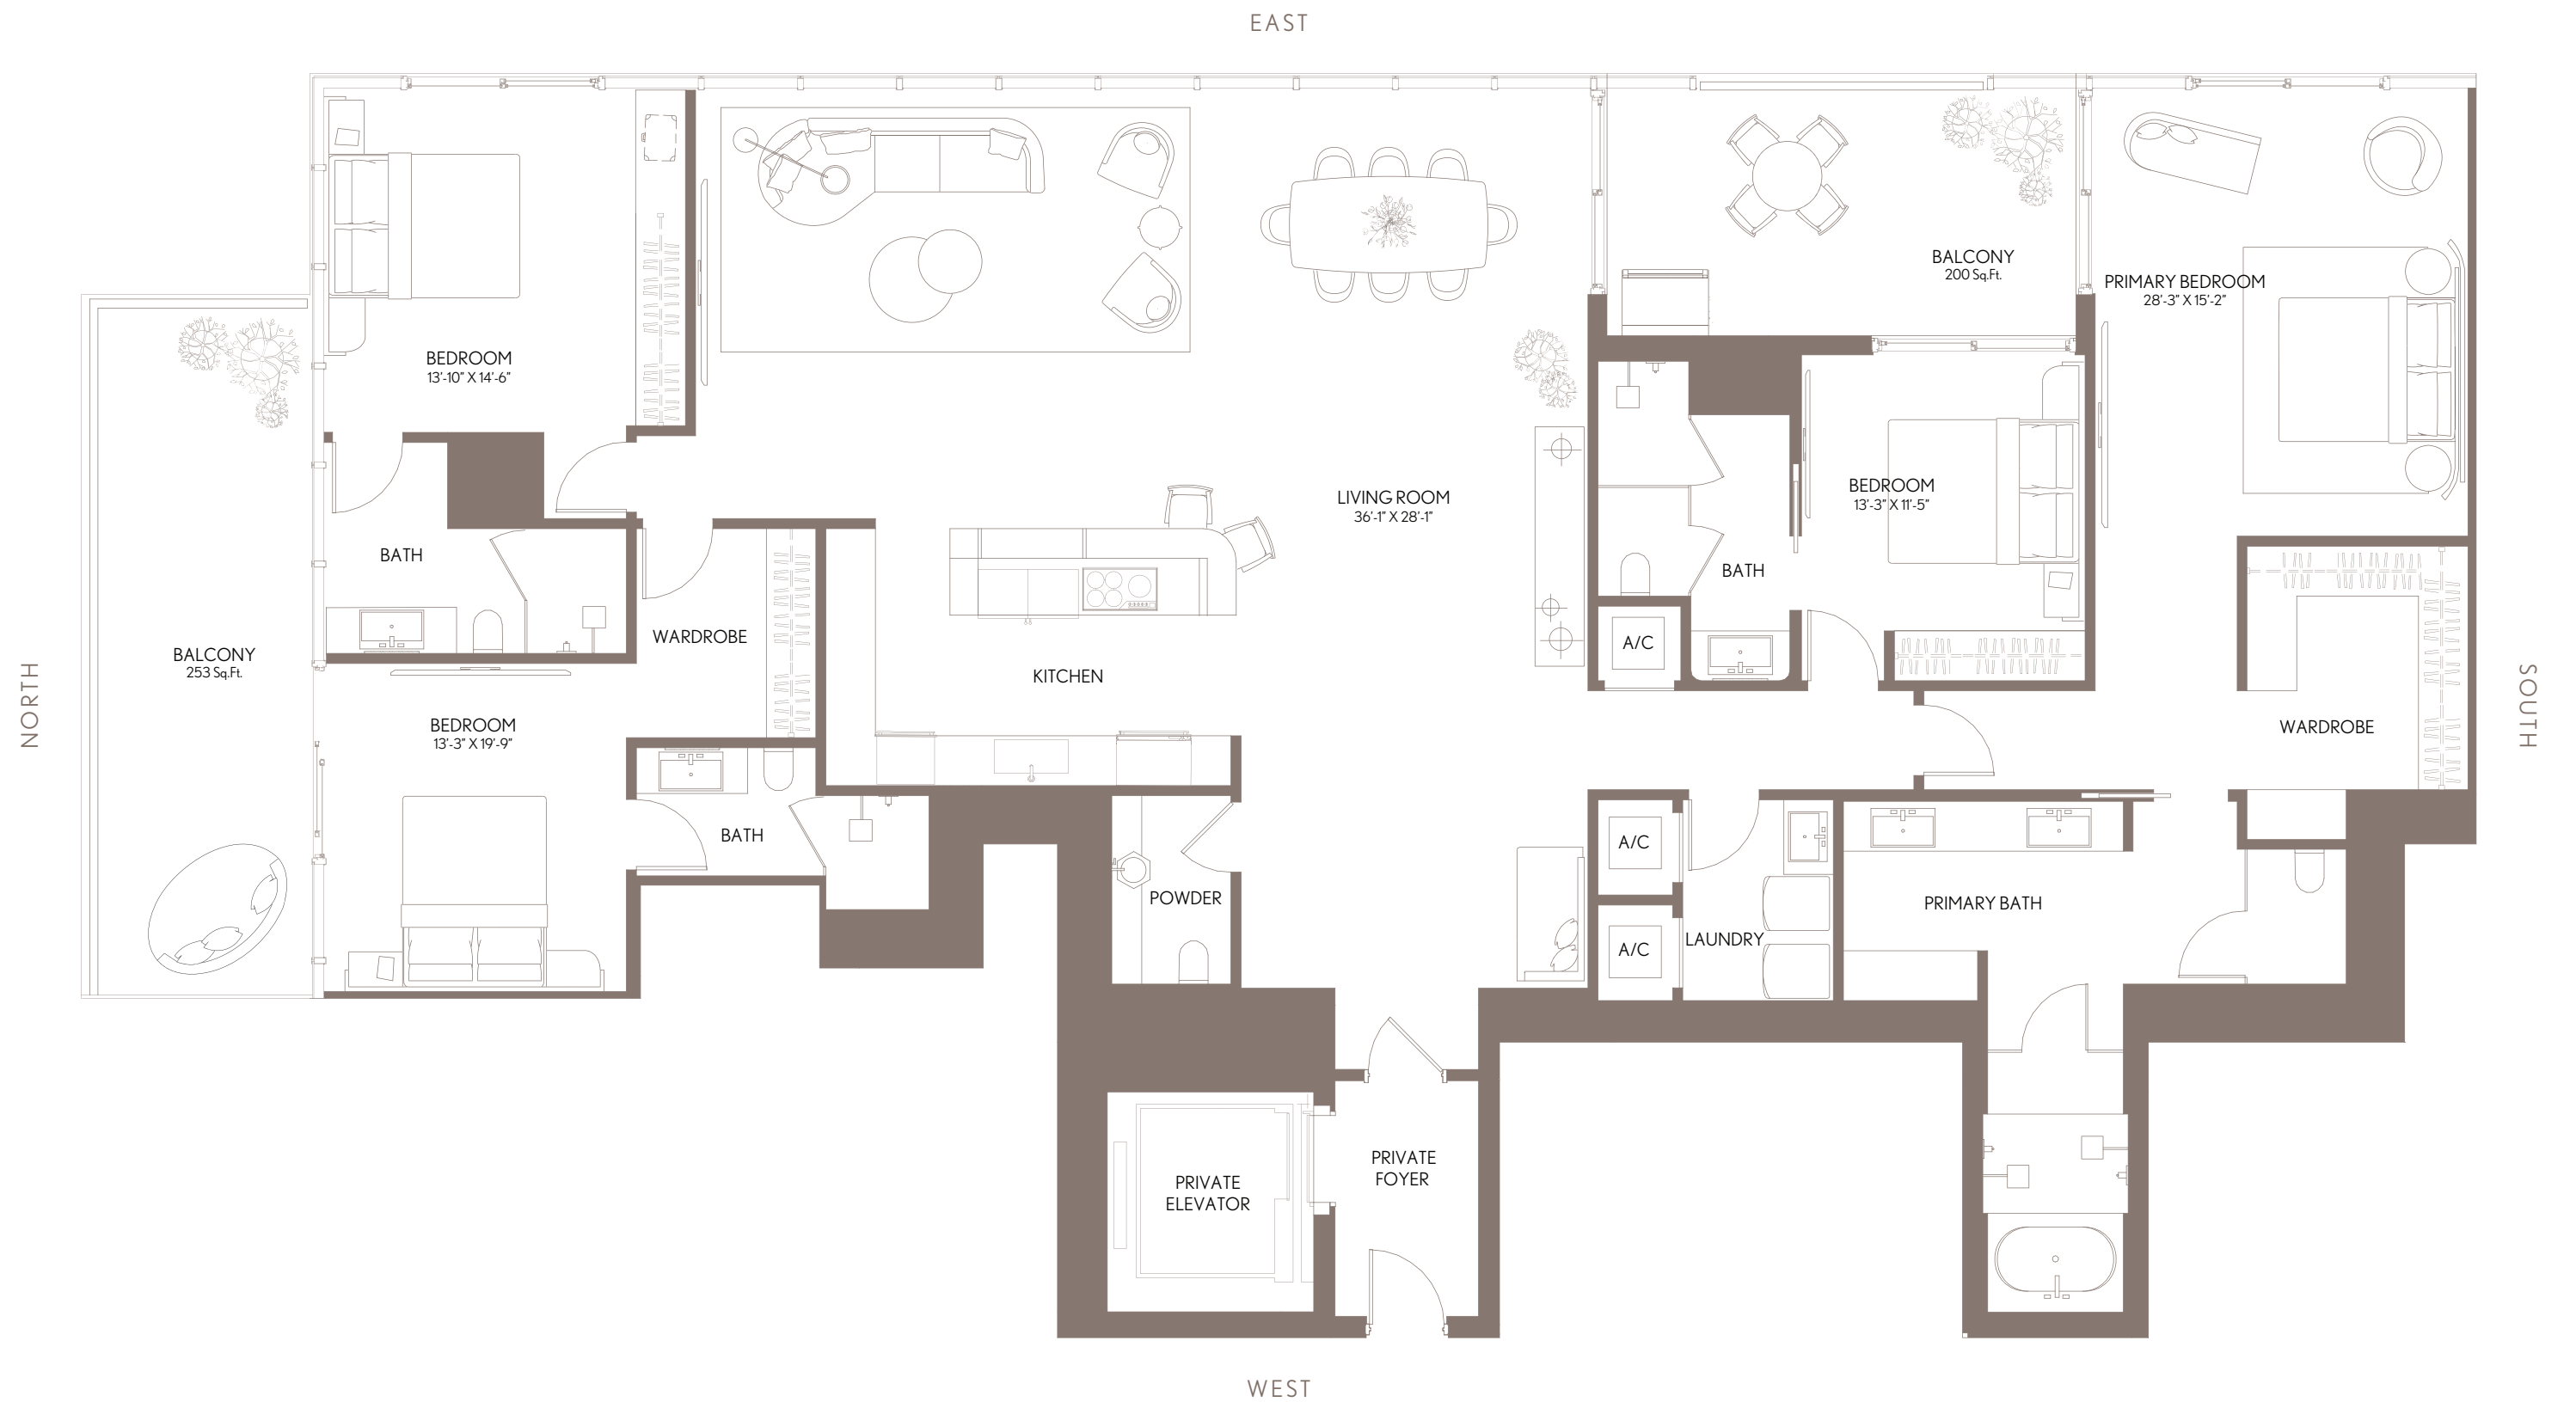 EAST
BALCONY
200 Sq.Ft.
PRIMARY BEDROOM
28'-3" X 15'-2"
BEDROOM
13'-10" X 14'-6"
LIVING ROOM
36'-1" X 28'-1"
BEDROOM
13'-3" X 11'-5"
BATH
BATH
WARDROBE
A/C
BALCONY
253 Sq.Ft.
KITCHEN
NORTH
SOUTH
BEDROOM
13'-3" X 19'-9"
WARDROBE
BATH
A/C
POWDER
PRIMARY BATH
LAUNDRY
A/C
PRIVATE
FOYER
PRIVATE
ELEVATOR
WEST